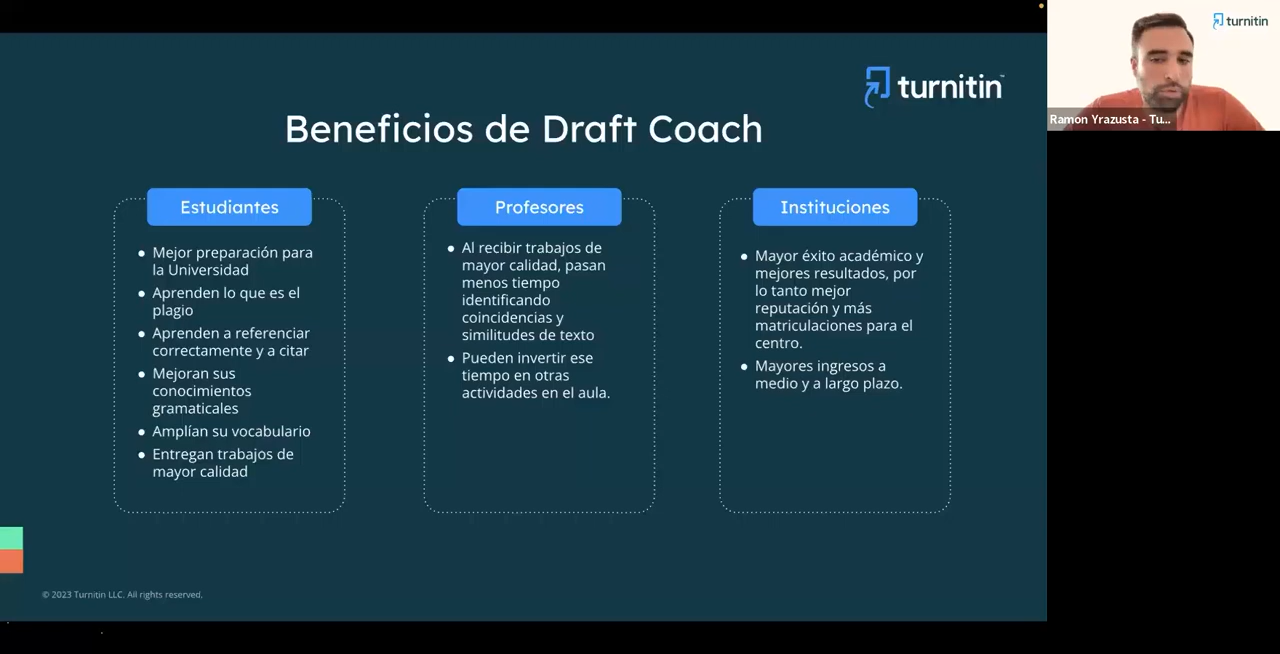 turnitin
Beneficios de Draft Coach
Estudiantes
• Mejor preparación para
la Universidad
• Aprenden lo que es el
plagio
• Aprenden a referenciar
correctamente y a citar
• Mejoran sus
conocimientos
gramaticales
• Amplían su vocabulario
• Entregan trabajos de
mayor calidad
Profesores
• Al recibir trabajos de
mayor calidad, pasan
menos tiempo
identificando
coincidencias y
similitudes de texto
• Pueden invertir ese
tiempo en otras
actividades en el aula.
Instituciones
• Mayor éxito académico y
mejores resultados, por
lo tanto mejor
reputación y más
matriculaciones para el
centro.
• Mayores ingresos a
medio y a largo plazo.
© 2023 Turnitin LLC. All rights reserved.
turnitin
Ramon Yrazusta - Tu...